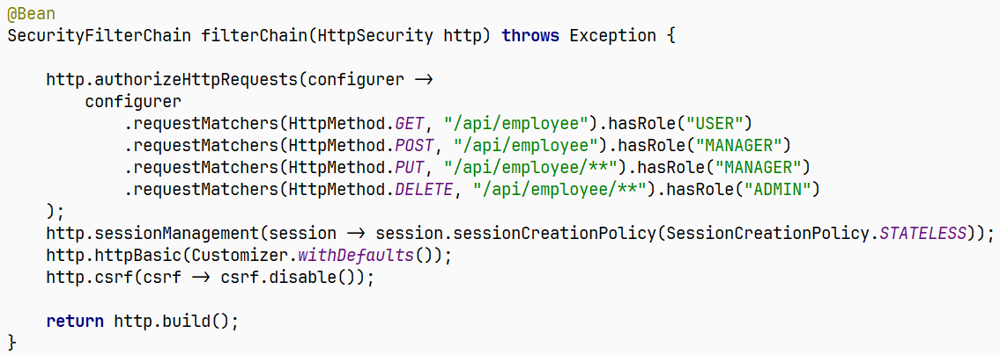 @Bean
SecurityFilterChain filterChain(HttpSecurity http) throws Exception {
    http.authorizeHttpRequests(configurer ->
        configurer
            .requestMatchers(HttpMethod.GET, "/api/employee").hasRole("USER")
            .requestMatchers(HttpMethod.POST, "/api/employee").hasRole("MANAGER")
            .requestMatchers(HttpMethod.PUT, "/api/employee/**").hasRole("MANAGER")
            .requestMatchers(HttpMethod.DELETE, "/api/employee/**").hasRole("ADMIN")
    );
    http.sessionManagement(session -> session.sessionCreationPolicy(SessionCreationPolicy.STATELESS));
    http.httpBasic(Customizer.withDefaults());
    http.csrf(csrf -> csrf.disable());
    return http.build();
}